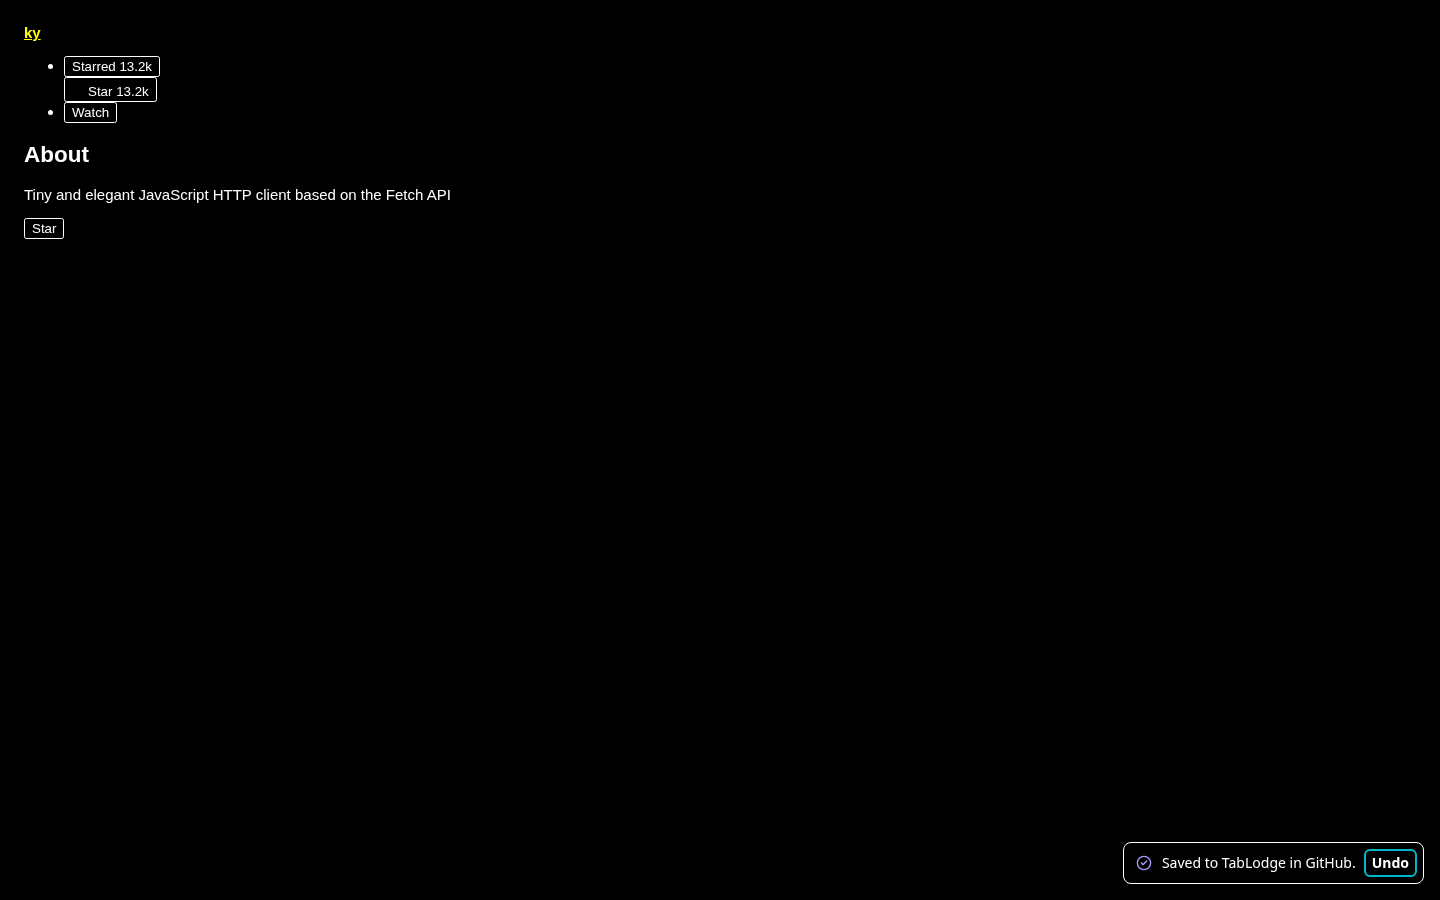 ky
Starred 13.2k
Star 13.2k
Watch
About
Tiny and elegant JavaScript HTTP client based on the Fetch API
Star
Saved to TabLodge in GitHub. Undo